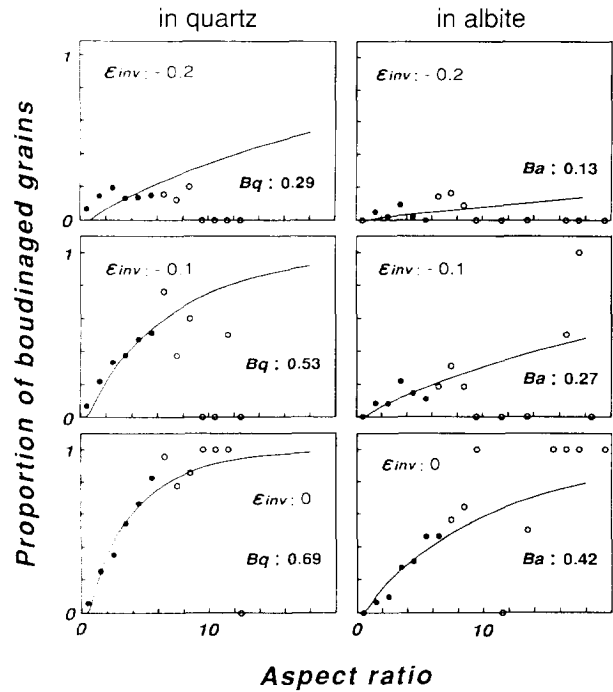 in quartz
in albite
Proportion of boudinaged grains
1
εinv: - 0.2
Bq: 0.29
0
εinv: - 0.2
Ba: 0.13
1
εinv: - 0.1
Bq: 0.53
0
εinv: - 0.1
Ba: 0.27
1
εinv: 0
Bq: 0.69
0
εinv: 0
Ba: 0.42
0 10
0 10
Aspect ratio